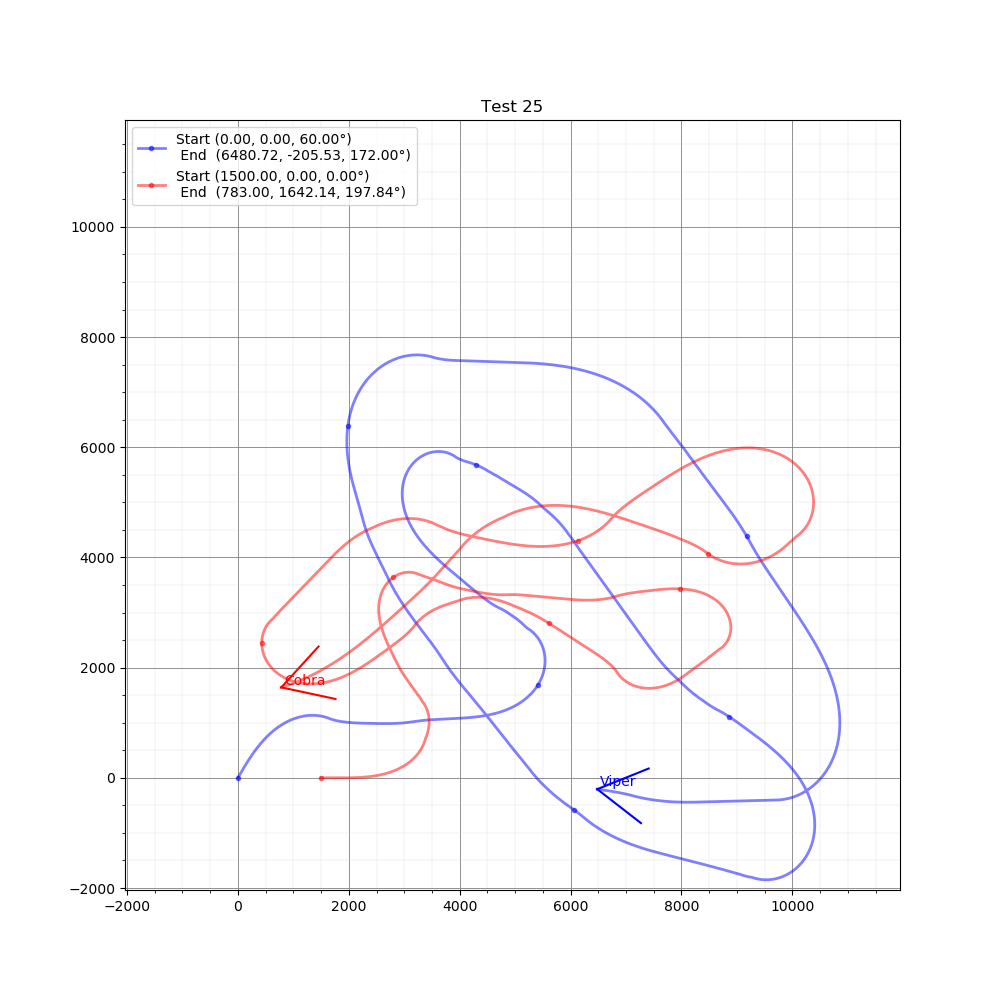 Test 25
Start (0.00, 0.00, 60.00°)
End (6480.72, -205.53, 172.00°)
Start (1500.00, 0.00, 0.00°)
End (783.00, 1642.14, 197.84°)
10000
8000
6000
4000
2000
0
−2000
Cobra
Viper
−2000 0 2000 4000 6000 8000 10000